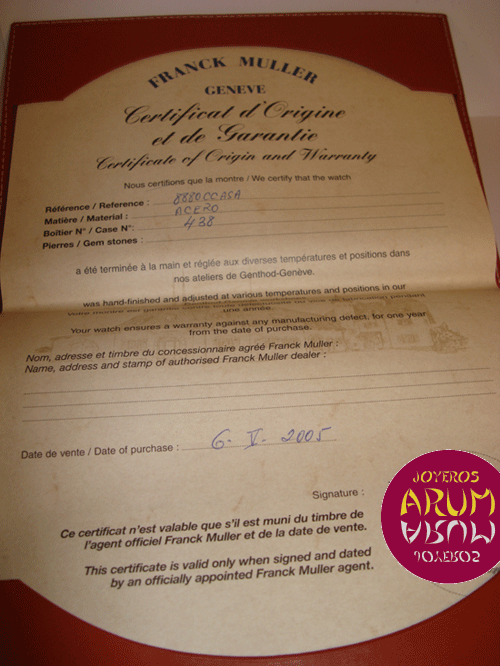 FRANCK MULLER
GENEVE
Certificat d'Origine
et de Garantie
Certificate of Origin and Warranty
Nous certifions que la montre / We certify that the watch
Référence / Reference : 8880CCASA
Matière / Material : ACERO
Boîtier N° / Case N°: 438
Pierres / Gem stones :
a été terminée à la main et réglée aux diverses températures et positions dans
nos ateliers de Genthod-Genève.
was hand-finished and adjusted at various temperatures and positions in our
une année.
Your watch ensures a warranty against any manufacturing defect, for one year
from the date of purchase.
Nom, adresse et timbre du concessionnaire agréé Franck Muller :
Name, address and stamp of authorised Franck Muller dealer :
Date de vente / Date of purchase : 6. V. 2005
Signature :
Ce certificat n'est valable que s'il est muni du timbre de
l'agent officiel Franck Muller et de la date de vente.
This certificate is valid only when signed and dated
by an officially appointed Franck Muller agent.
JOYEROS
ARUM
ARUM
JOYEROS